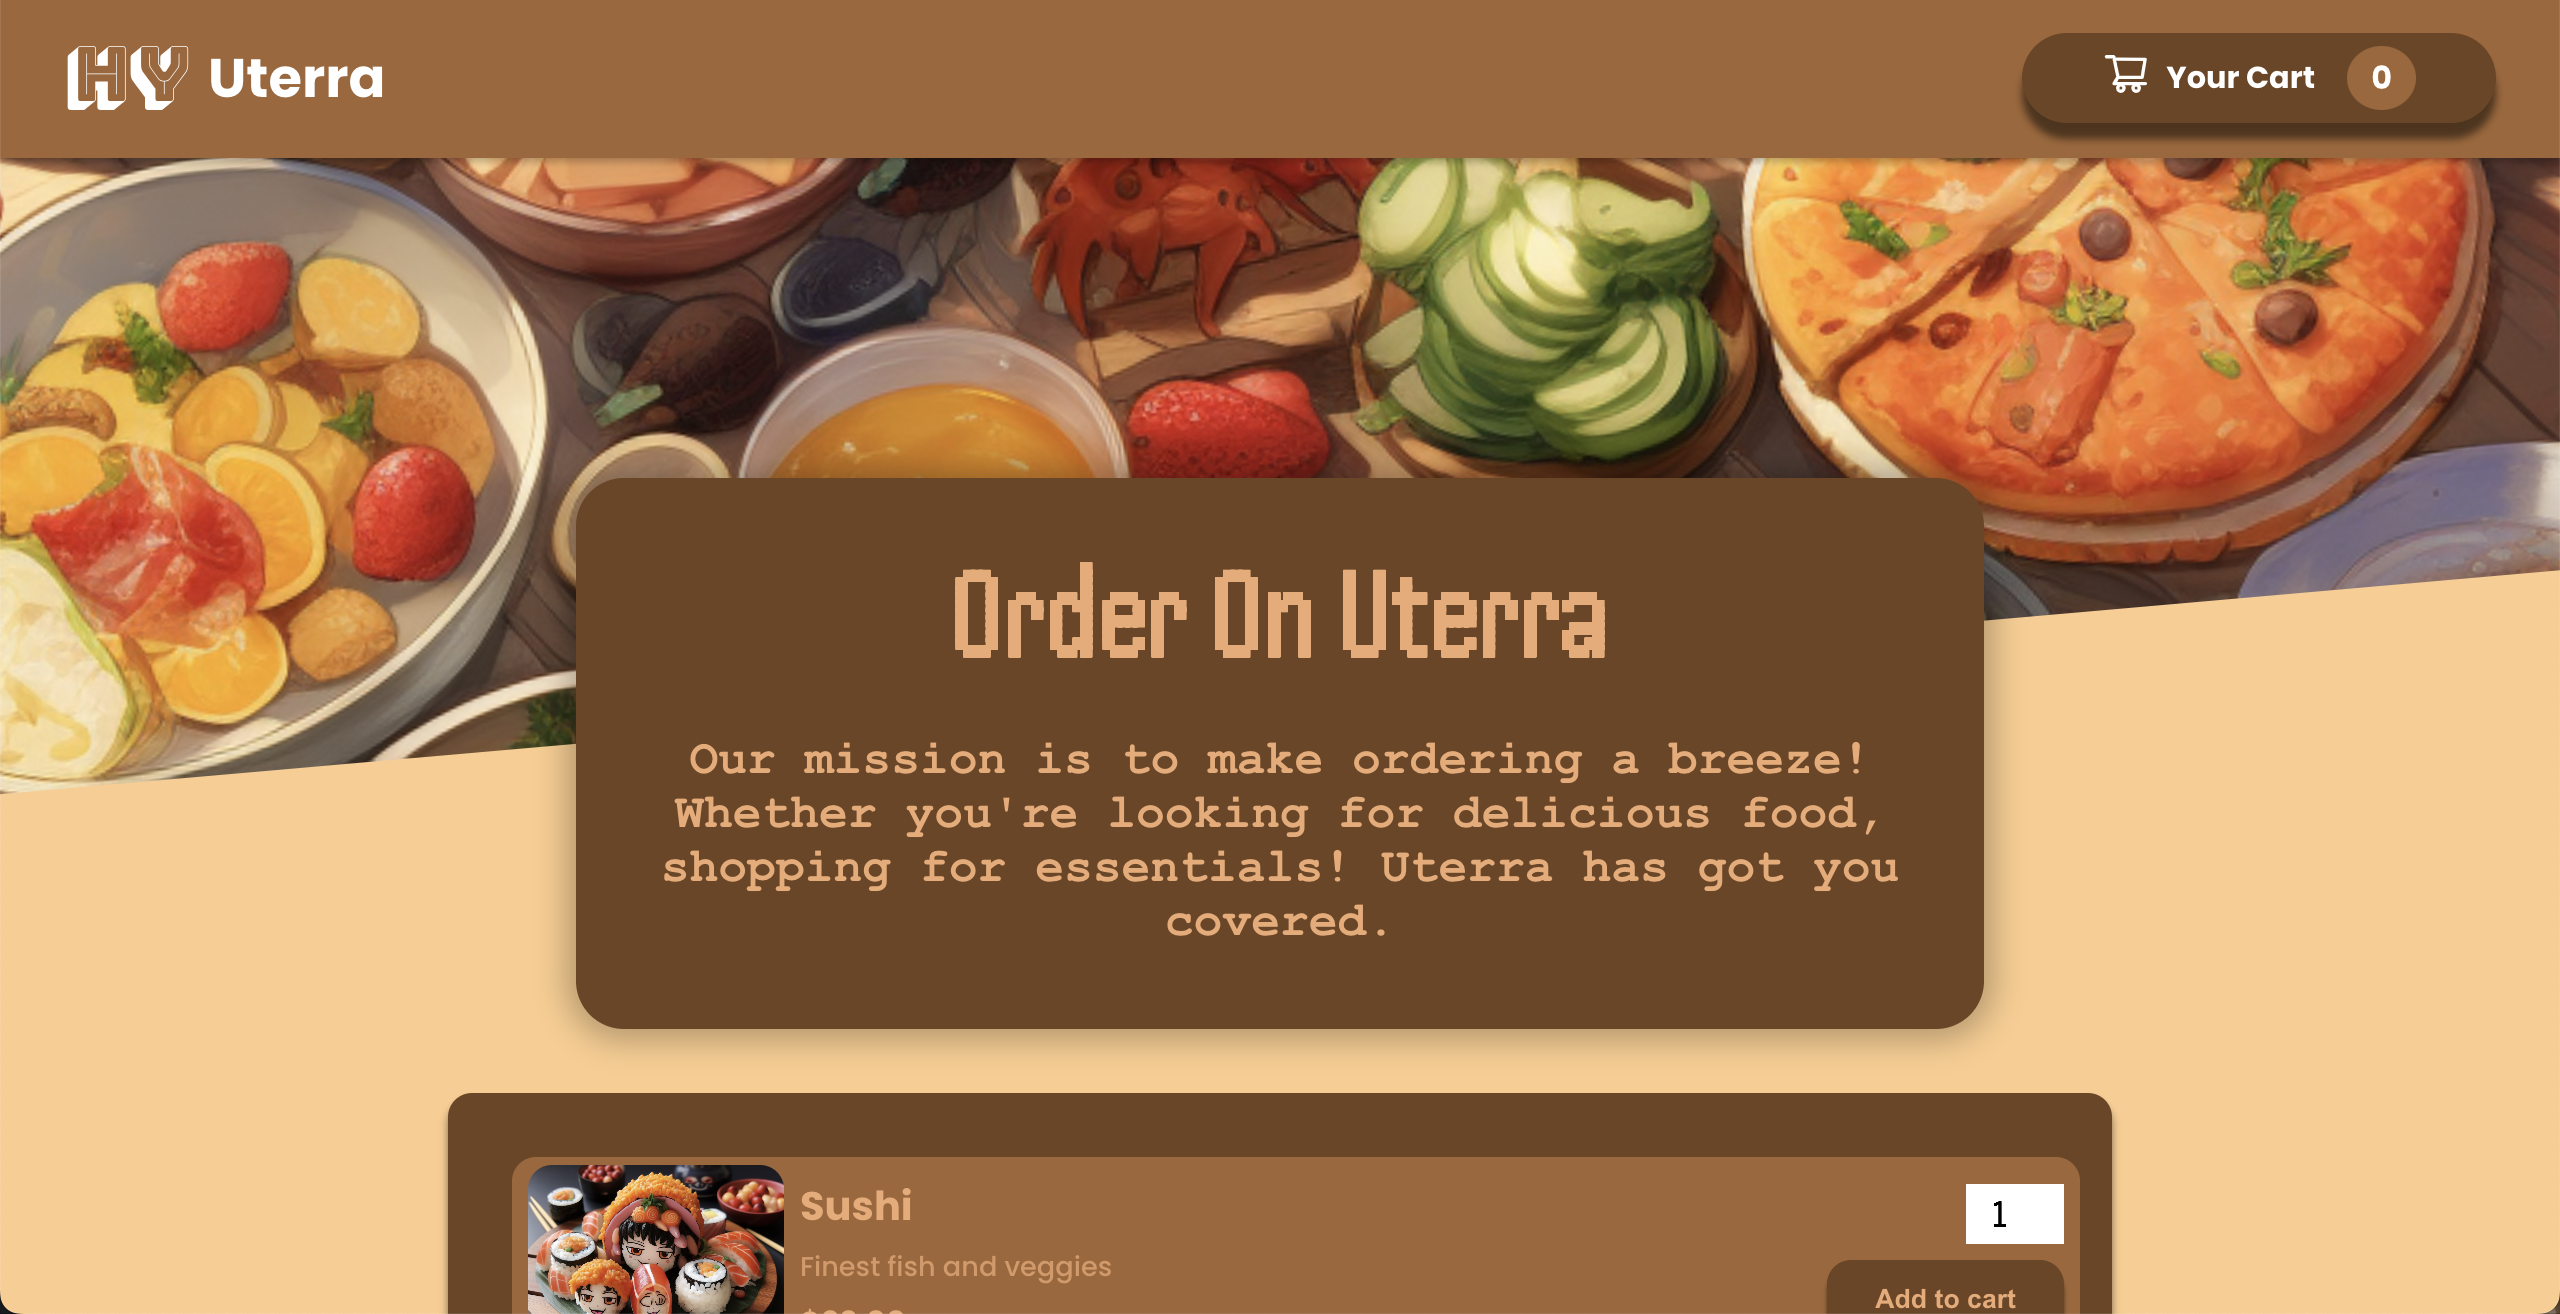 HY Uterra
Your Cart 0
Order On Uterra
Our mission is to make ordering a breeze!
Whether you're looking for delicious food,
shopping for essentials! Uterra has got you
covered.
Sushi
1
Finest fish and veggies
Add to cart